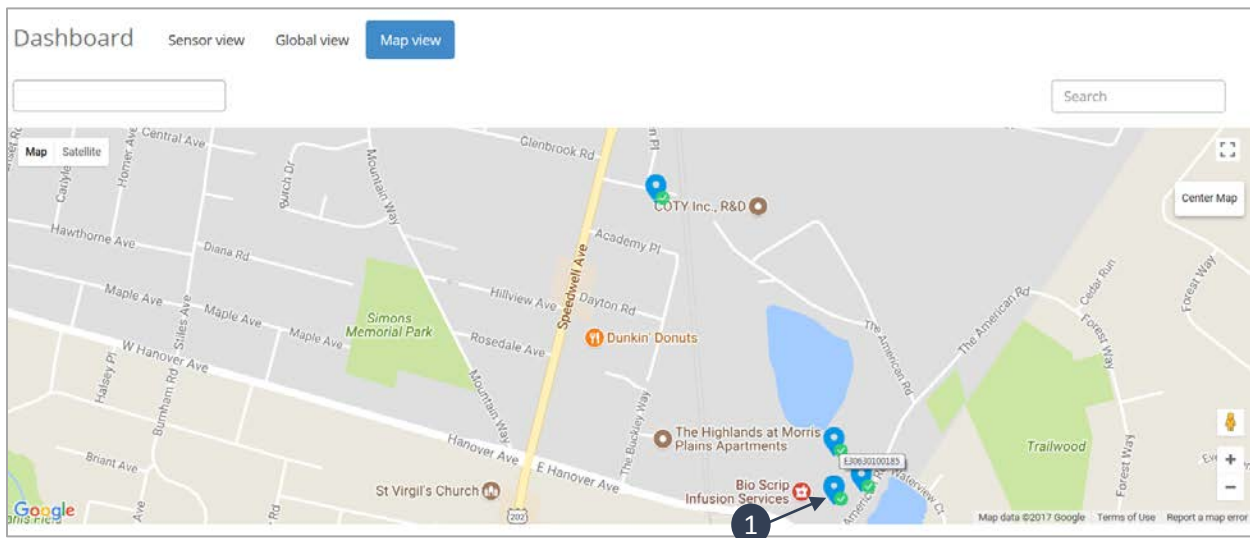 Dashboard
Sensor view
Global view
Map view
Search
Map
Satellite
Central Ave
Homer Ave
Burch Dr
Mountain Way
Glenbrook Rd
Center Map
COTY Inc., R&D
Hawthorne Ave
Diana Rd
Academy Pl
Speedwell Ave
Cedar Run
Forest Way
Maple Ave
Maple Ave
Maple Ave
Stiles Ave
Simons
Memorial Park
Hillview Ave
Dayton Rd
Rosedale Ave
Dunkin' Donuts
The American Rd
The American Rd
Forest Way
W Hanover Ave
Halsey Pl
Burnham Rd
Mountain Way
The Buckley Way
The Highlands at Morris
Plains Apartments
E30630100185
Trailwood
Forest Way
Hanover Ave
E Hanover Ave
Briant Ave
St Virgil's Church
Bio Scrip
Infusion Services
Waterview Ct
202
Google
Map data ©2017 Google
Terms of Use
Report a map error
1